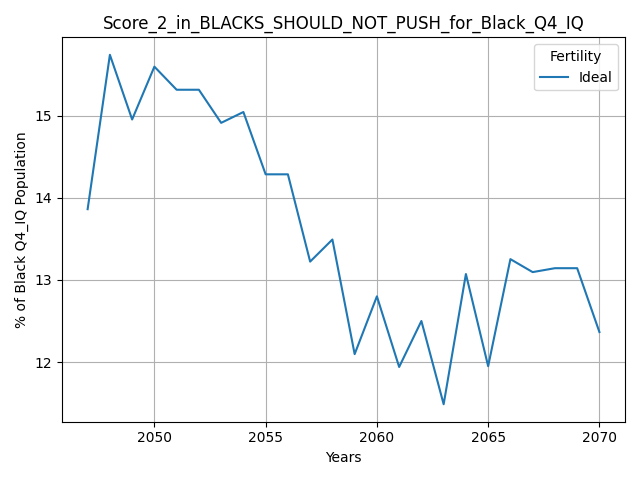 Score_2_in_BLACKS_SHOULD_NOT_PUSH_for_Black_Q4_IQ
Fertility
Ideal
% of Black Q4_IQ Population
15
14
13
12
2050 2055 2060 2065 2070
Years